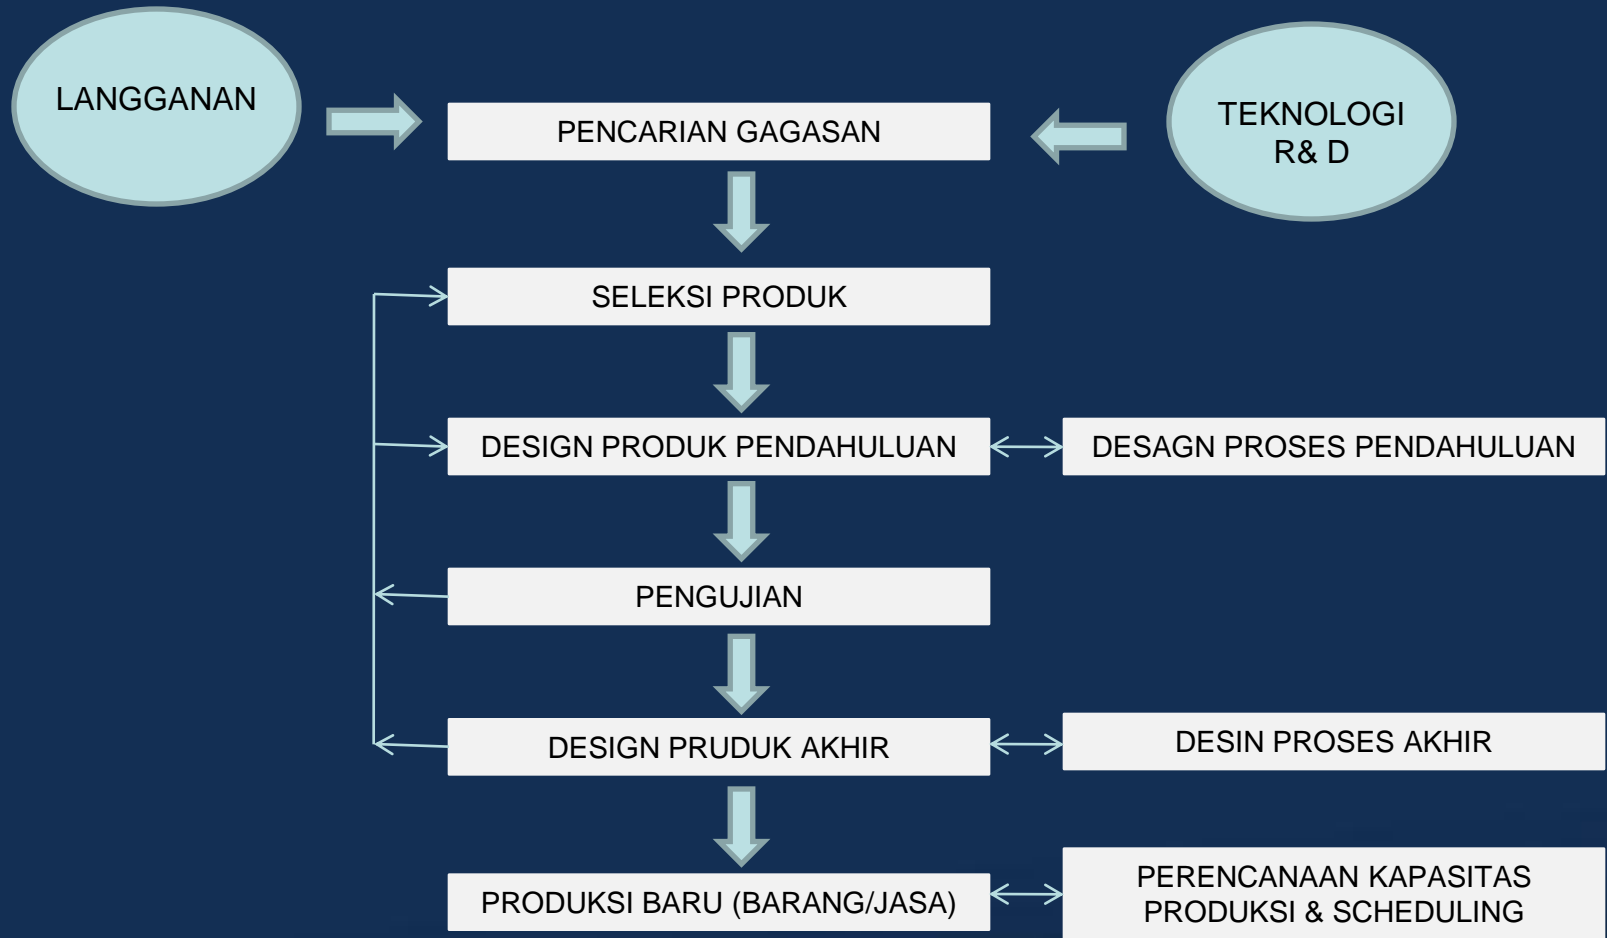 LANGGANAN
PENCARIAN GAGASAN
TEKNOLOGI
R& D
SELEKSI PRODUK
DESIGN PRODUK PENDAHULUAN
DESAGN PROSES PENDAHULUAN
PENGUJIAN
DESIGN PRUDUK AKHIR
DESIN PROSES AKHIR
PRODUKSI BARU (BARANG/JASA)
PERENCANAAN KAPASITAS
PRODUKSI & SCHEDULING